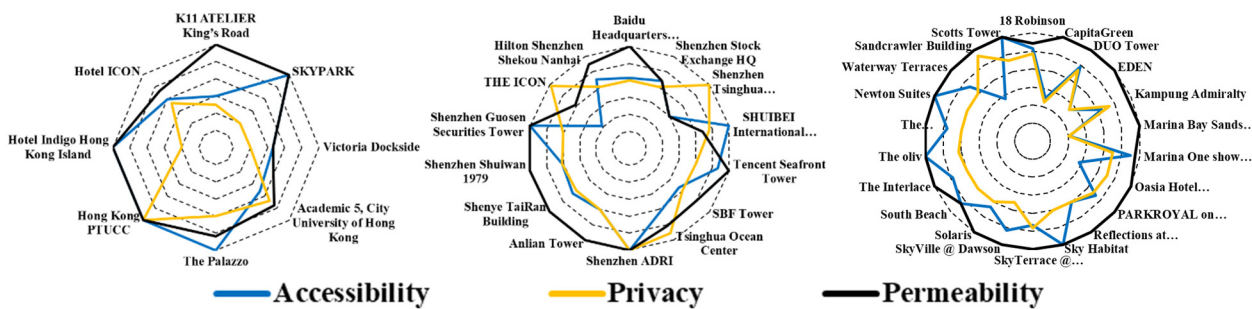 K11 ATELIER
King's Road
SKYPARK
Victoria Dockside
Academic 5, City
University of Hong
Kong
The Palazzo
Hong Kong
PTUCC
Hotel Indigo Hong
Kong Island
Hotel ICON
Baidu
Headquarters…
Shenzhen Stock
Exchange HQ
Shenzhen
Tsinghua…
SHUIBEI
International…
Tencent Seafront
Tower
SBF Tower
Tsinghua Ocean
Center
Shenzhen ADRI
Anlian Tower
Shenye TaiRan
Building
Shenzhen Shuiwan
1979
Shenzhen Guosen
Securities Tower
THE ICON
Hilton Shenzhen
Shekou Nanhai
18 Robinson
CapitaGreen
DUO Tower
EDEN
Kampung Admiralty
Marina Bay Sands…
Marina One show…
Oasia Hotel…
PARKROYAL on…
Reflections at…
Sky Habitat
SkyTerrace @…
SkyVille @ Dawson
Solaris
South Beach
The Interlace
The oliv
The…
Newton Suites
Waterway Terraces
Sandcrawler Building
Scotts Tower
Accessibility
Privacy
Permeability